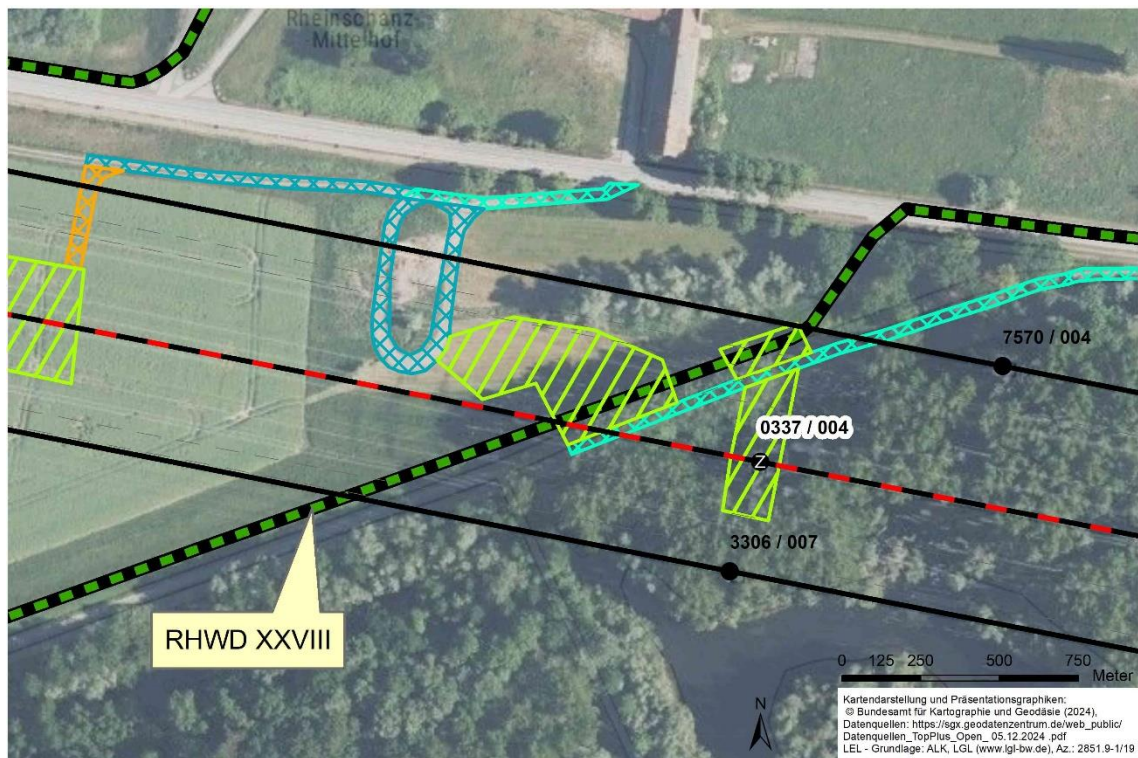 Rheinschanz-
Mittelhof
7570 / 004
0337 / 004
Z
3306 / 007
RHWD XXVIII
0 125 250 500 750
Meter
N
Kartendarstellung und Präsentationsgraphiken:
© Bundesamt für Kartographie und Geodäsie (2024),
Datenquellen: https://sgx.geodatenzentrum.de/web_public/
Datenquellen_TopPlus_Open_ 05.12.2024 .pdf
LEL - Grundlage: ALK, LGL (www.lgl-bw.de), Az.: 2851.9-1/19